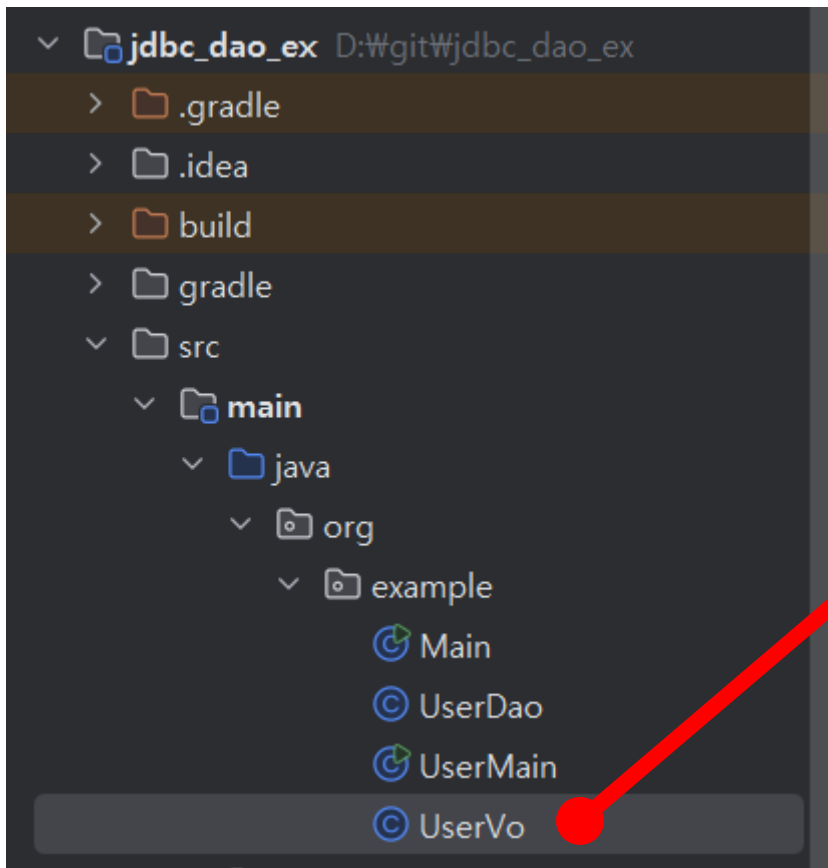 jdbc_dao_ex D:₩git₩jdbc_dao_ex
.gradle
.idea
build
gradle
src
main
java
org
example
Main
UserDao
UserMain
UserVo